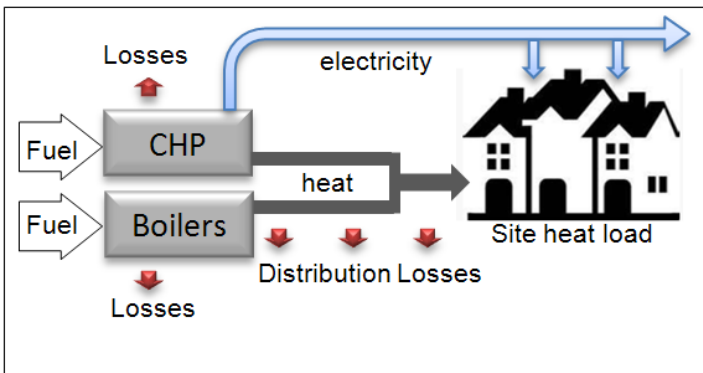 Losses
electricity
Fuel
CHP
heat
Fuel
Boilers
Site heat load
Distribution Losses
Losses